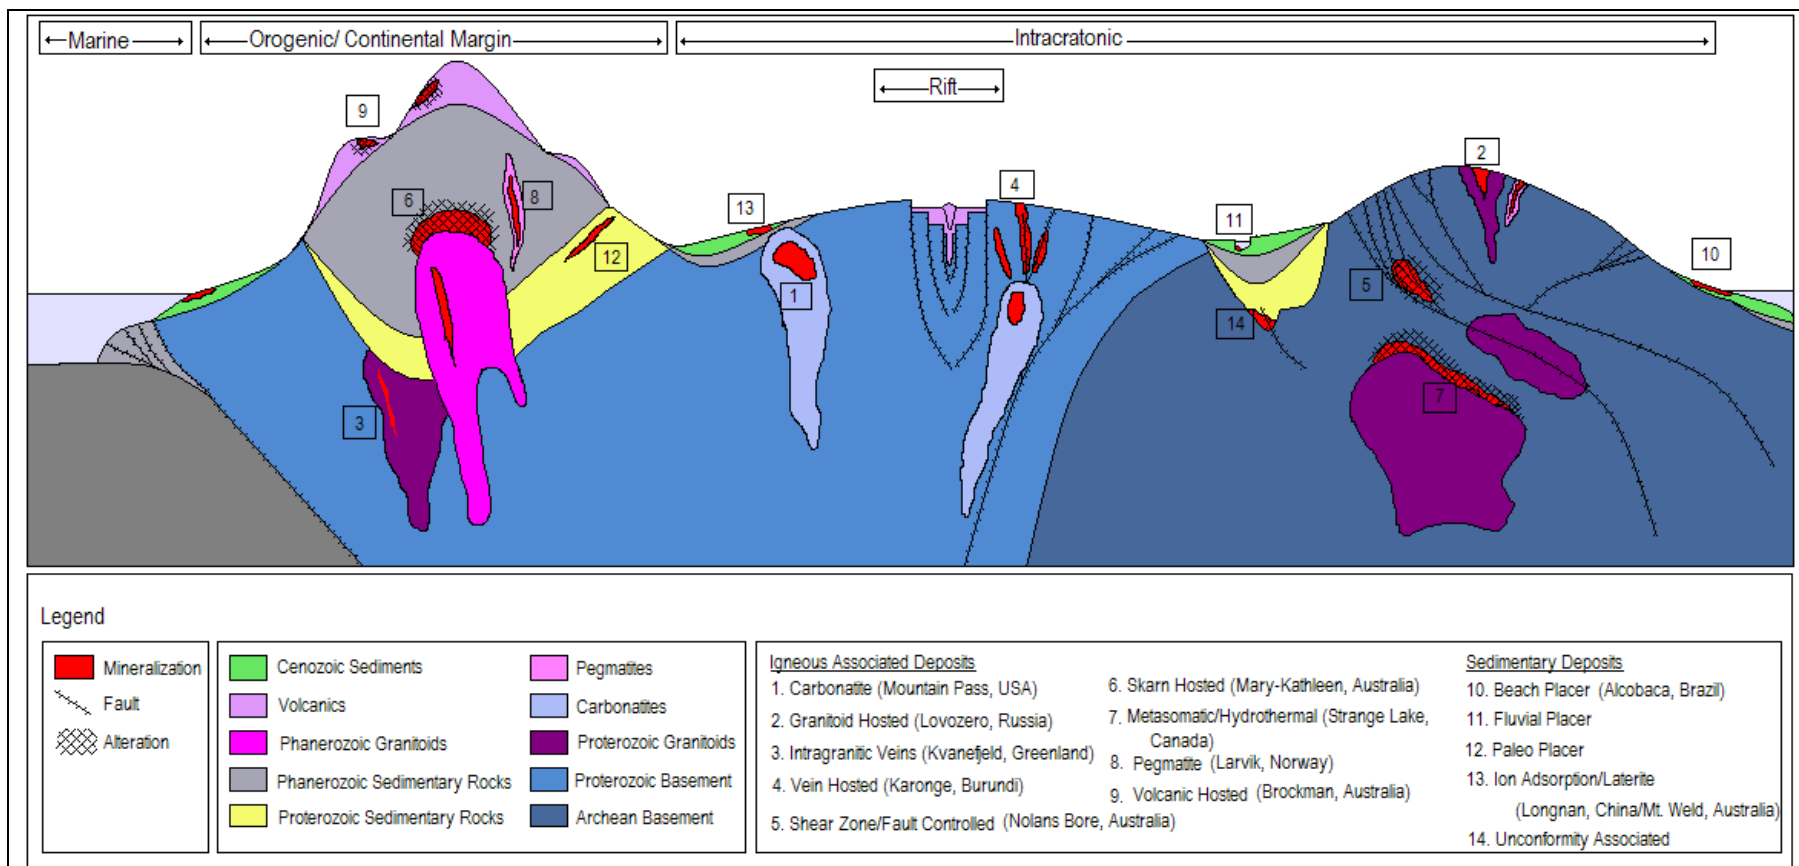 Marine
Orogenic/ Continental Margin
Intracratonic
Rift
9
6
8
12
3
13
1
4
11
14
2
5
7
10
Legend
Mineralization
Fault
Alteration
Cenozoic Sediments
Volcanics
Phanerozoic Granitoids
Phanerozoic Sedimentary Rocks
Proterozoic Sedimentary Rocks
Pegmatites
Carbonatites
Proterozoic Granitoids
Proterozoic Basement
Archean Basement
Igneous Associated Deposits
1. Carbonatite (Mountain Pass, USA)
2. Granitoid Hosted (Lovozero, Russia)
3. Intragranitic Veins (Kvanefjeld, Greenland)
4. Vein Hosted (Karonge, Burundi)
5. Shear Zone/Fault Controlled (Nolans Bore, Australia)
6. Skarn Hosted (Mary-Kathleen, Australia)
7. Metasomatic/Hydrothermal (Strange Lake,
Canada)
8. Pegmatite (Larvik, Norway)
9. Volcanic Hosted (Brockman, Australia)
Sedimentary Deposits
10. Beach Placer (Alcobaca, Brazil)
11. Fluvial Placer
12. Paleo Placer
13. Ion Adsorption/Laterite
(Longnan, China/Mt. Weld, Australia)
14. Unconformity Associated